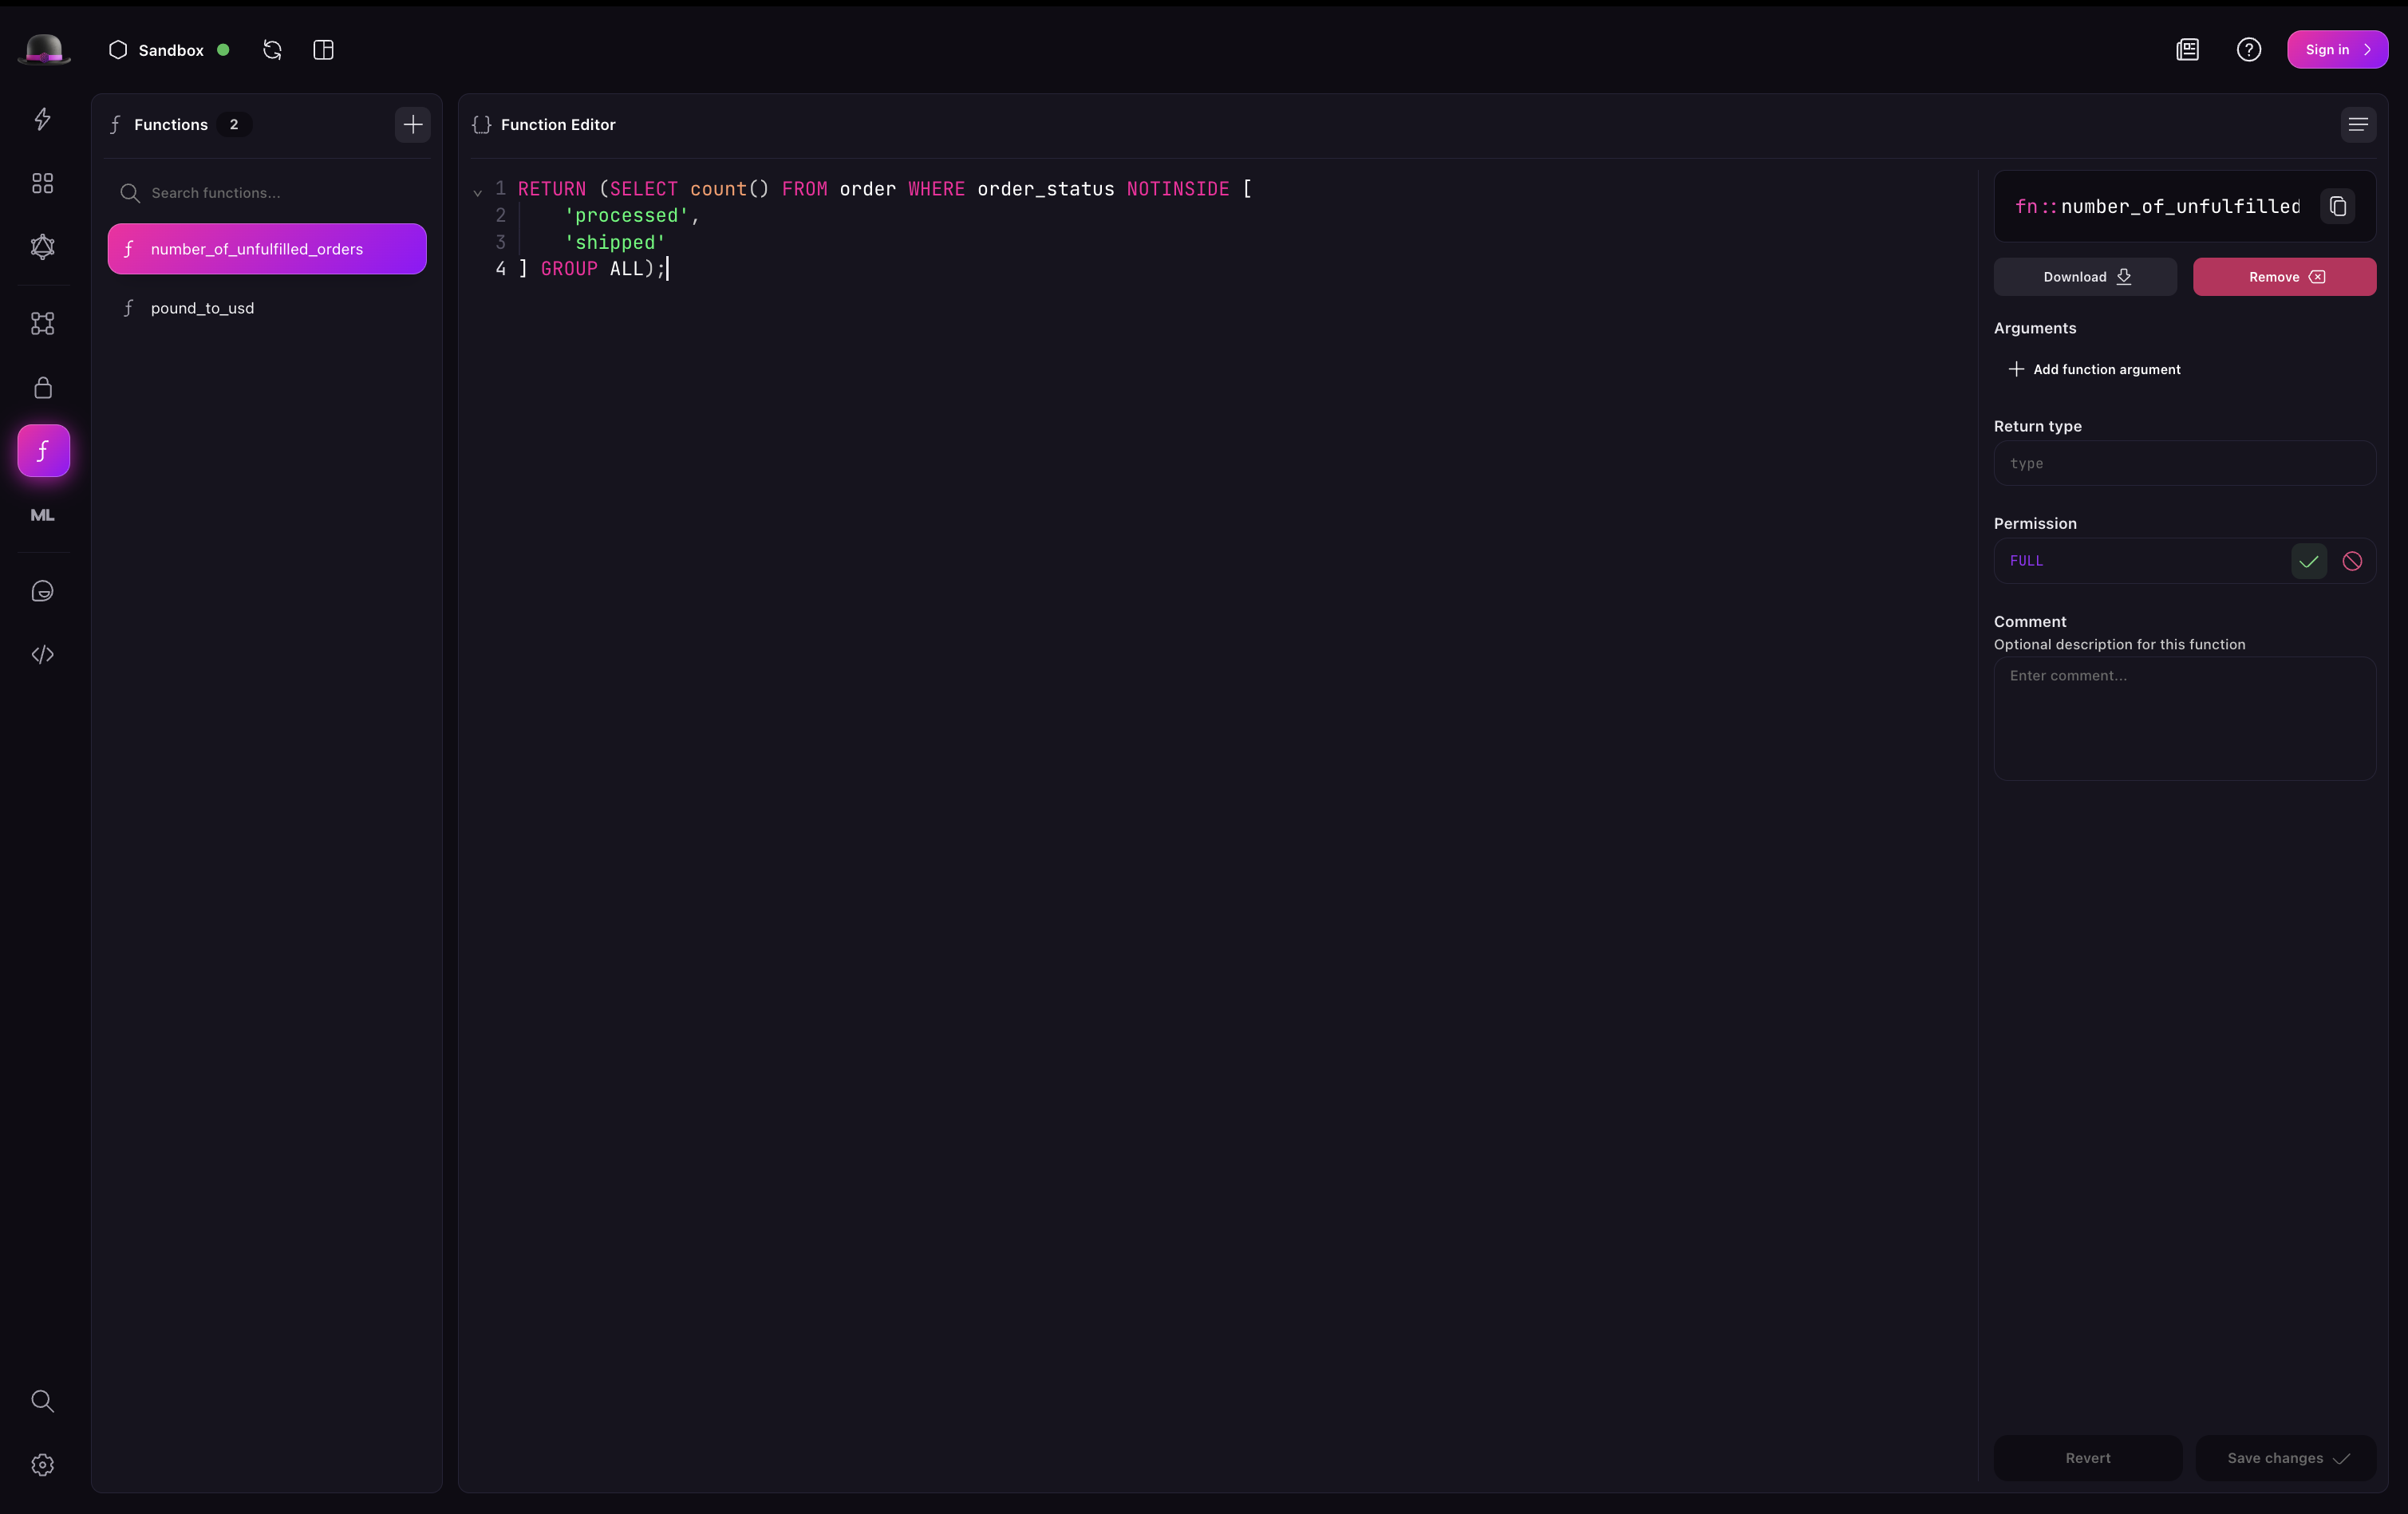 Sandbox
Sign in
Functions 2
Search functions...
number_of_unfulfilled_orders
pound_to_usd
ML
Function Editor
1 RETURN (SELECT count() FROM order WHERE order_status NOTINSIDE [
2 'processed',
3 'shipped'
4 ] GROUP ALL);
fn::number_of_unfulfilled
Download
Remove
Arguments
Add function argument
Return type
type
Permission
FULL
Comment
Optional description for this function
Enter comment...
Revert
Save changes